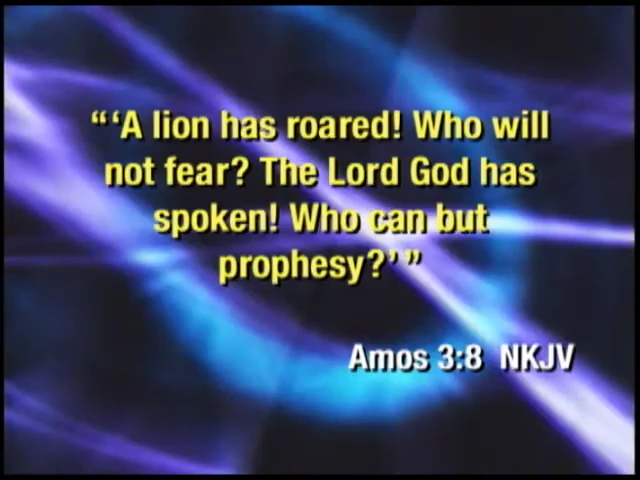 “‘A lion has roared! Who will
not fear? The Lord God has
spoken! Who can but
prophesy?’”
Amos 3:8 NKJV